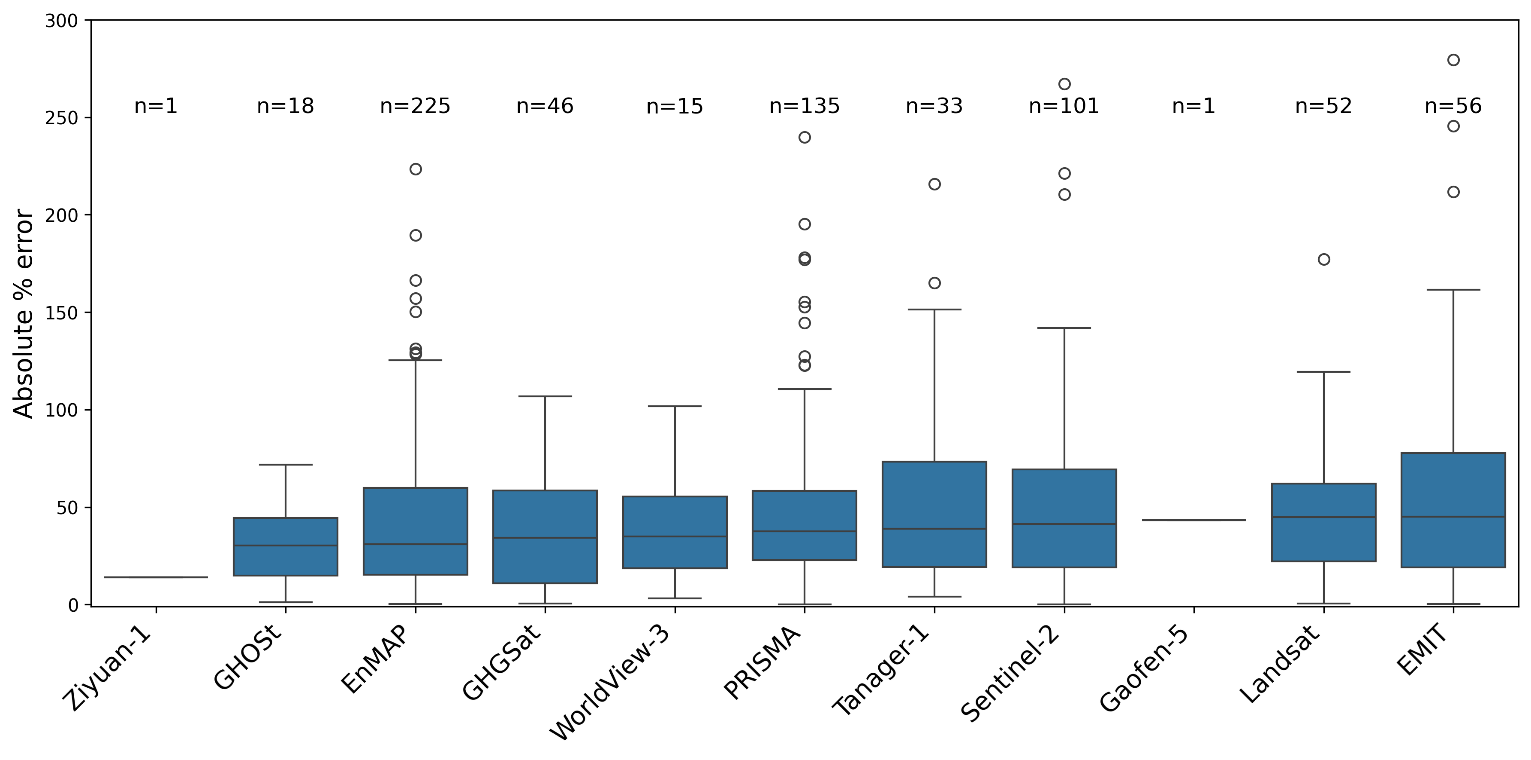 300
250
200
150
100
50
0
Absolute % error
n=1
n=18
n=225
n=46
n=15
n=135
n=33
n=101
n=1
n=52
n=56
Ziyuan-1
GHOSt
EnMAP
GHGSat
WorldView-3
PRISMA
Tanager-1
Sentinel-2
Gaofen-5
Landsat
EMIT